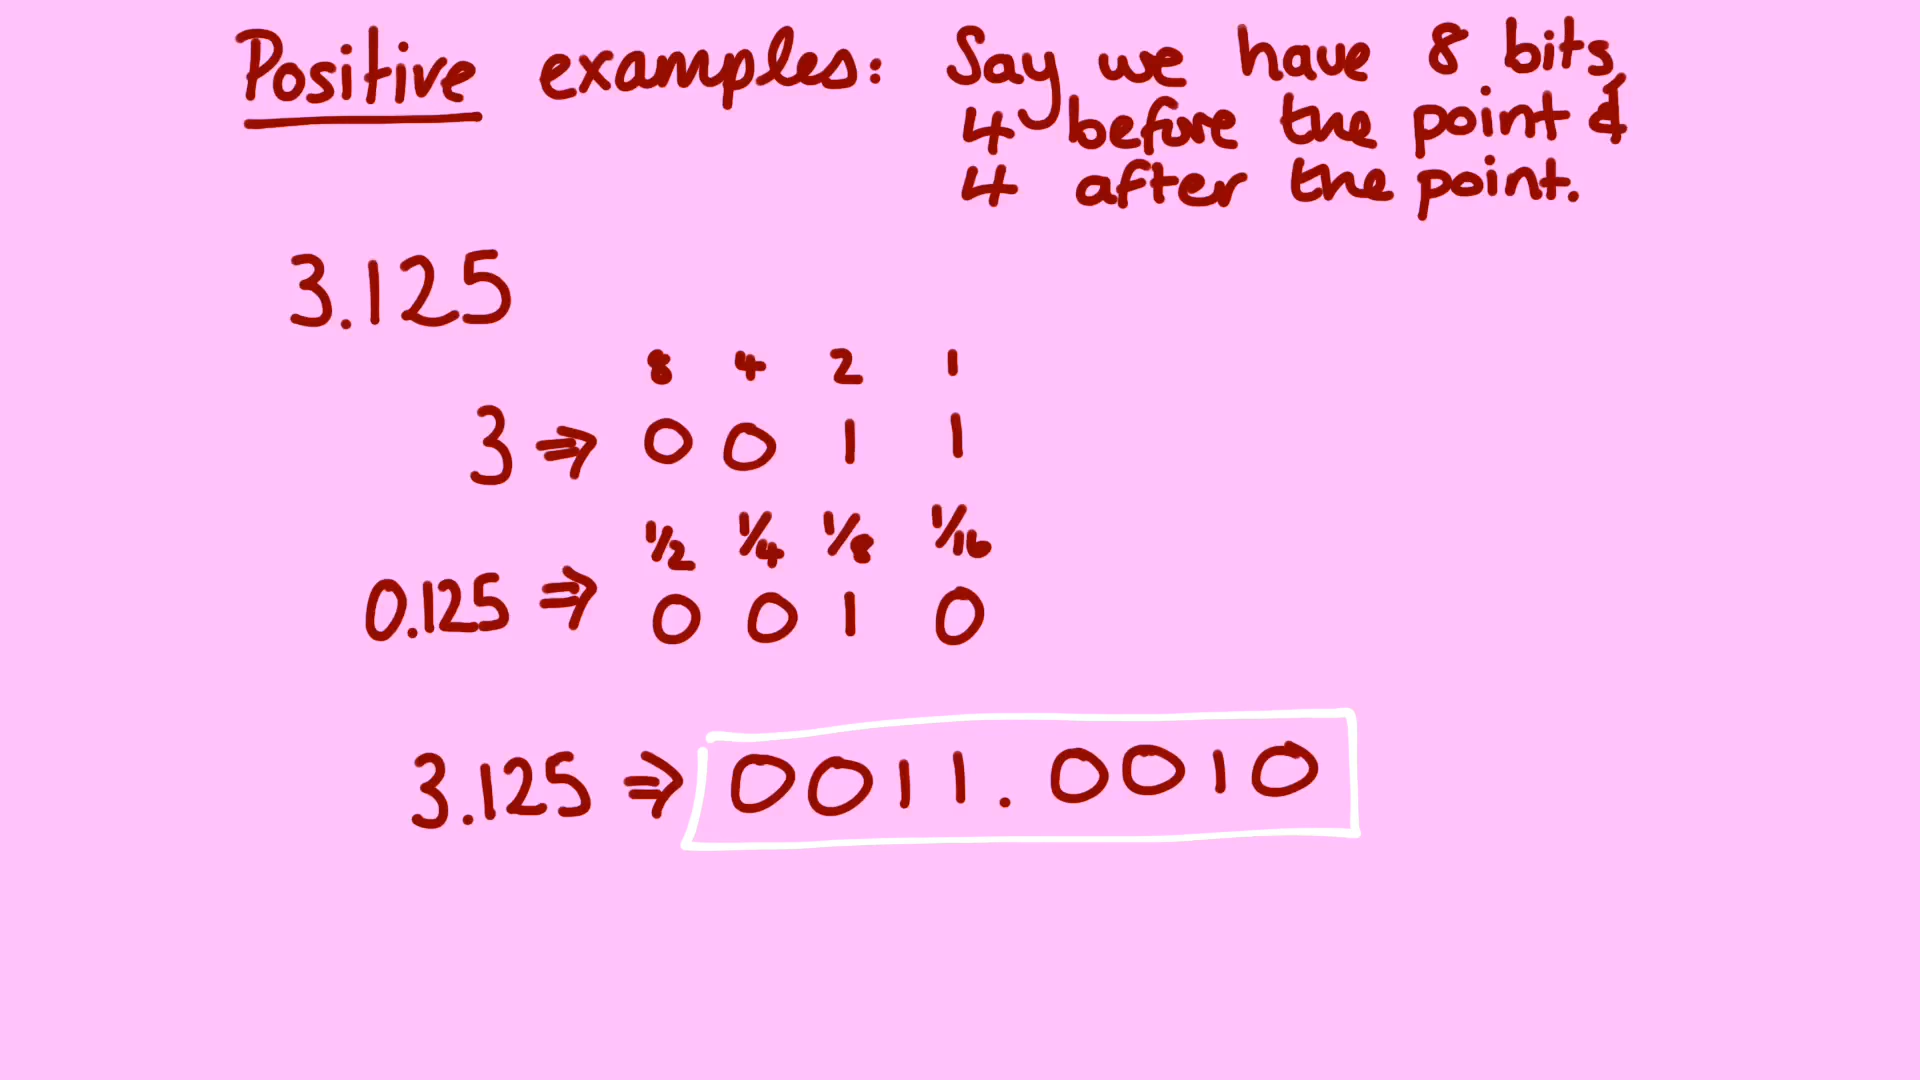 Positive examples: Say we have 8 bits,
4 before the point &
4 after the point.
3.125
8 4 2 1
3 ⇒ 0 0 1 1
1/2 1/4 1/8 1/16
0.125 ⇒ 0 0 1 0
3.125 ⇒ 0011.0010